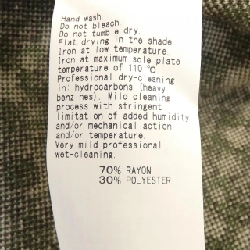 Hand wash
Do not bleach.
Do not tumble dry.
Flat drying in the shade
Iron at low temperature.
Iron at maximum sole plate
temperature of 110 °C
Professional dry-cleaning
in: hydrocarbons (heavy
benzines). Mild cleaning
process with stringent
limitation of added humidity
and/or mechanical action
and/or temperature.
Very mild professional
wet-cleaning.
70% RAYON
30% POLYESTER